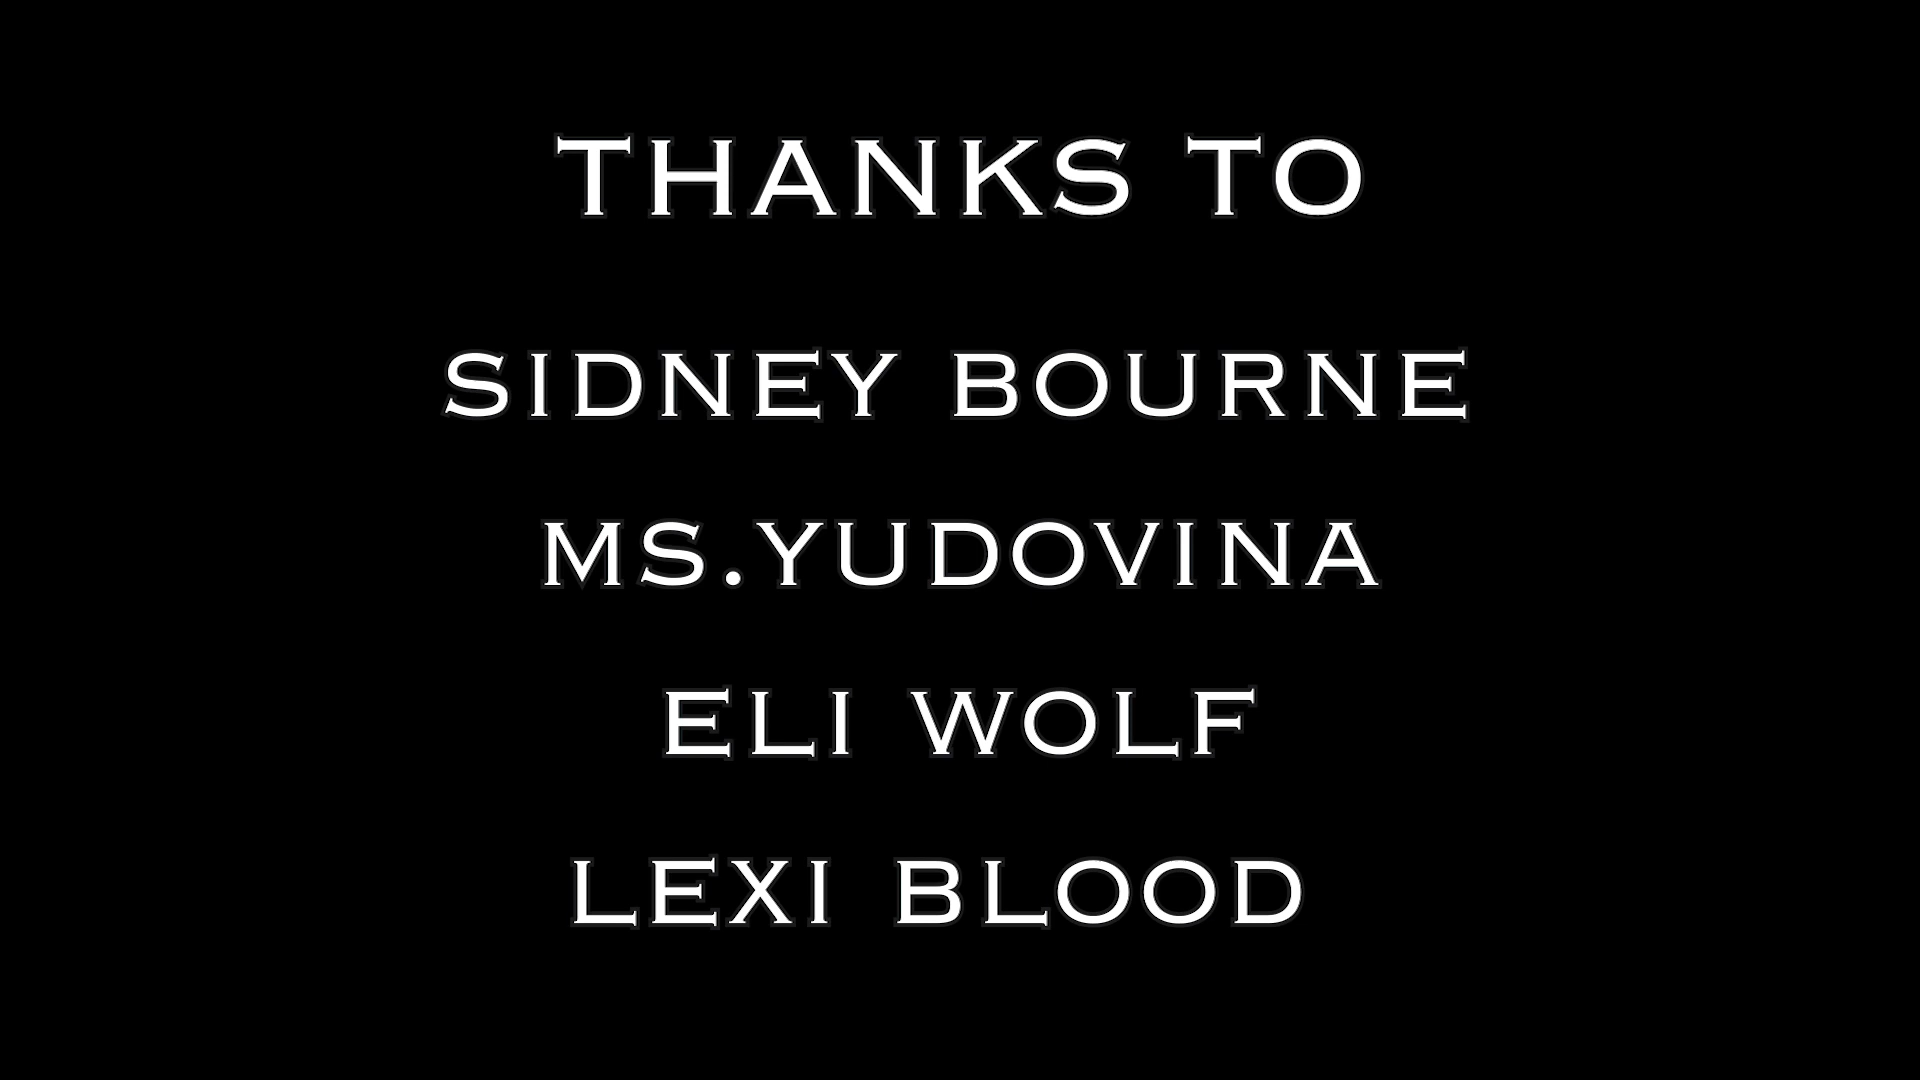 THANKS TO
SIDNEY BOURNE
MS.YUDOVINA
ELI WOLF
LEXI BLOOD